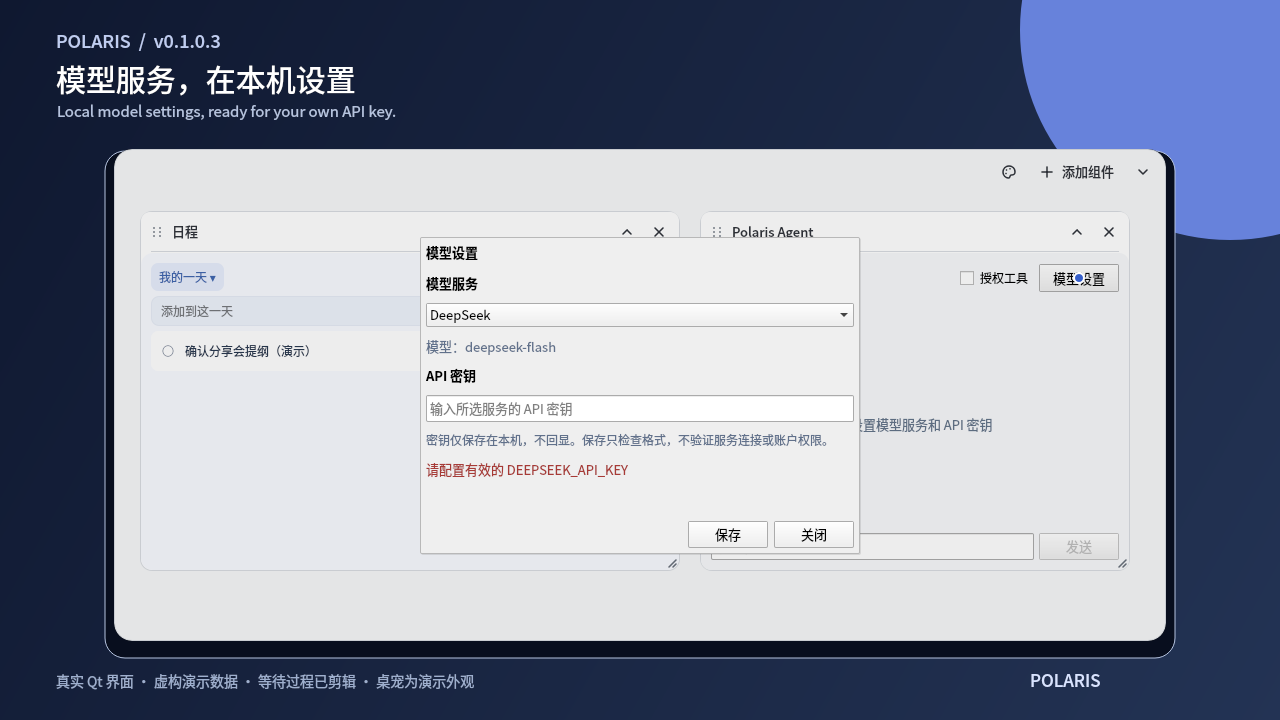 POLARIS / v0.1.0.3
模型服务，在本机设置
Local model settings, ready for your own API key.
添加组件
日程
Polaris Agent
我的一天 ▾
添加到这一天
确认分享会提纲（演示）
授权工具
模型设置
模型设置
模型服务
DeepSeek
模型：deepseek-flash
API 密钥
输入所选服务的 API 密钥
密钥仅保存在本机，不回显。保存只检查格式，不验证服务连接或账户权限。
请配置有效的 DEEPSEEK_API_KEY
保存
关闭
置模型服务和 API 密钥
发送
真实 Qt 界面 · 虚构演示数据 · 等待过程已剪辑 · 桌宠为演示外观
POLARIS